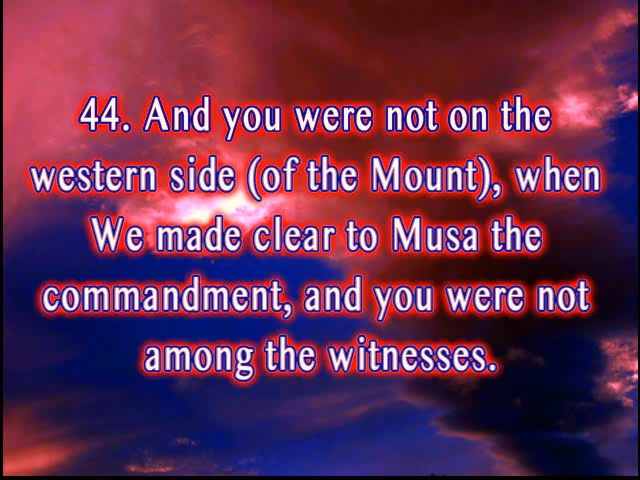 44. And you were not on the
western side (of the Mount), when
We made clear to Musa the
commandment, and you were not
among the witnesses.